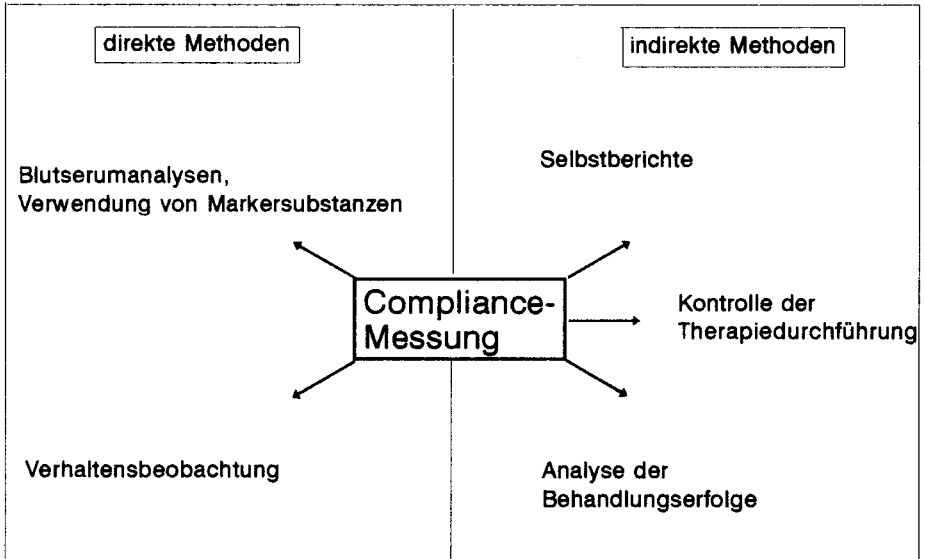 direkte Methoden
indirekte Methoden
Blutserumanalysen,
Verwendung von Markersubstanzen
Selbstberichte
Compliance-
Messung
Kontrolle der
Therapiedurchführung
Verhaltensbeobachtung
Analyse der
Behandlungserfolge